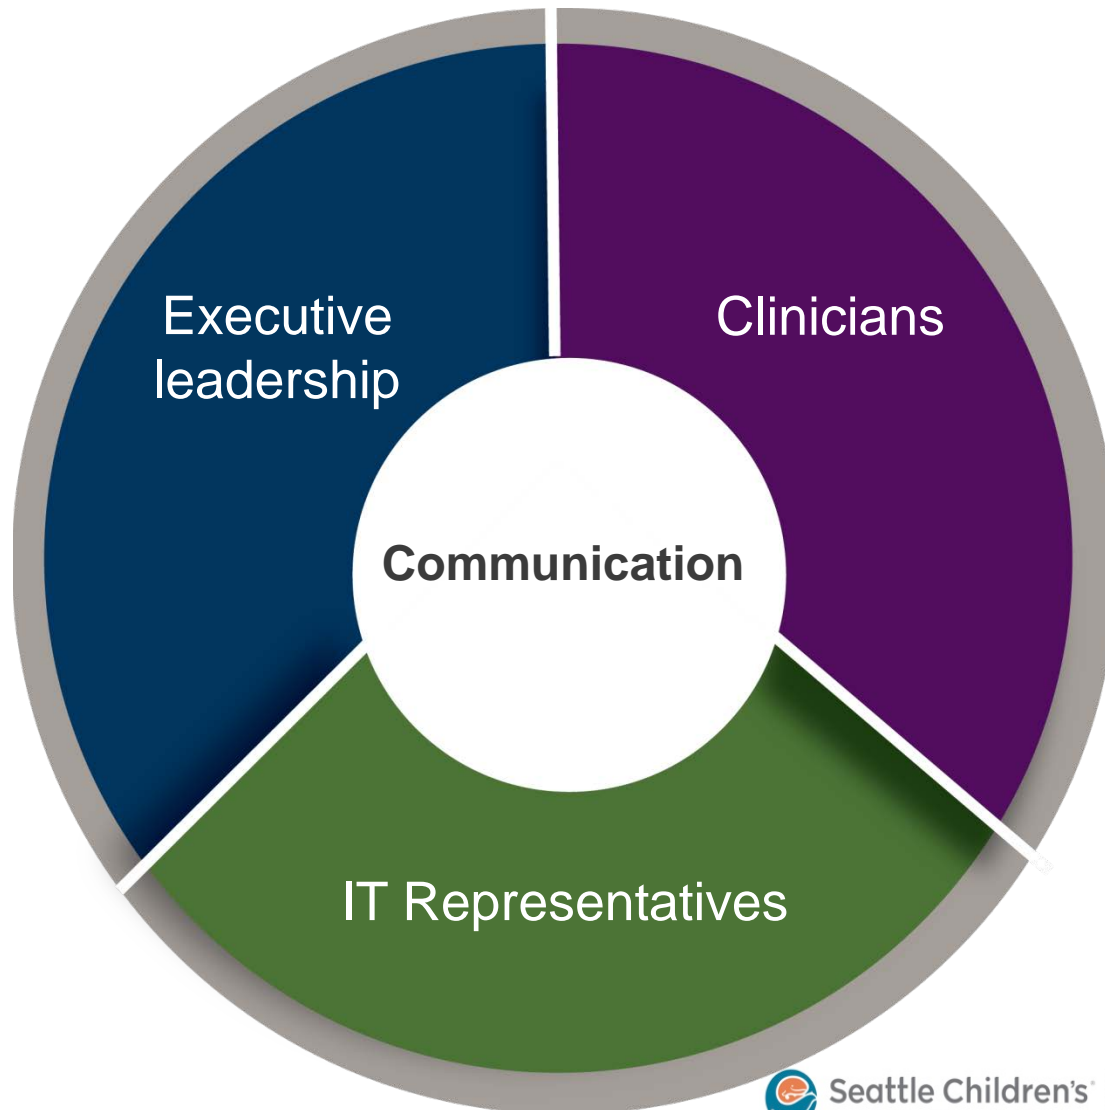 Executive
leadership
Clinicians
Communication
IT Representatives
Seattle Children's